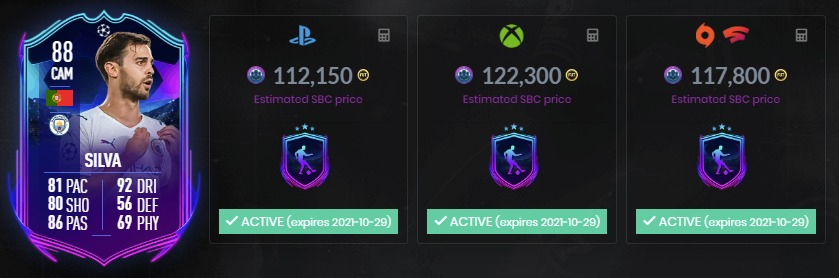 88
CAM
SILVA
81 PAC 92 DRI
80 SHO 56 DEF
86 PAS 69 PHY
112,150
Estimated SBC price
ACTIVE (expires 2021-10-29)
122,300
Estimated SBC price
ACTIVE (expires 2021-10-29)
117,800
Estimated SBC price
ACTIVE (expires 2021-10-29)